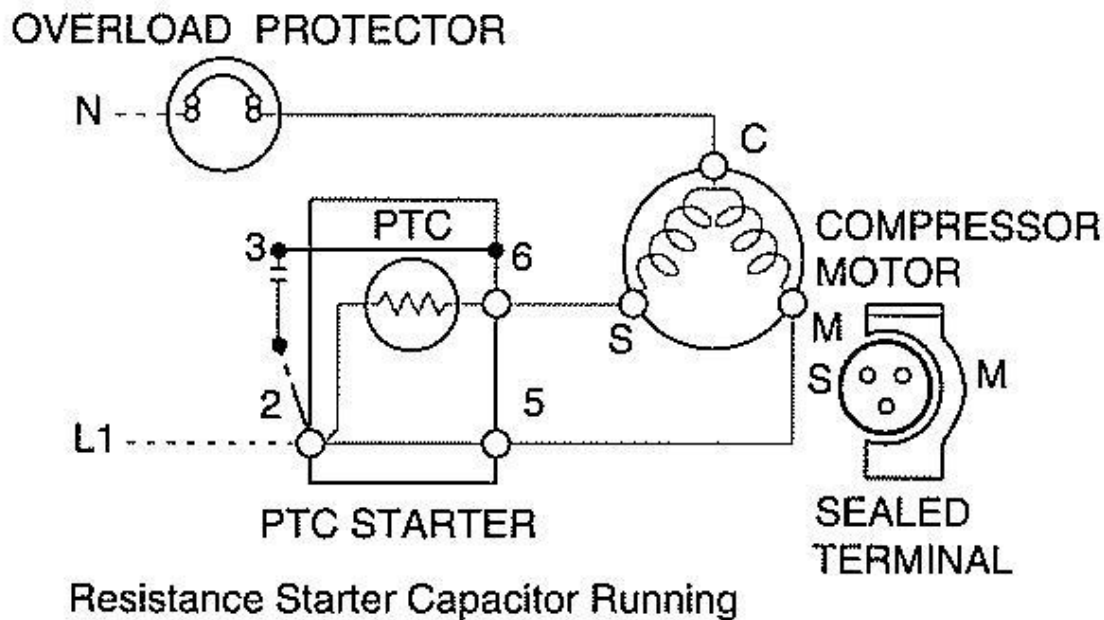 OVERLOAD PROTECTOR
N
C
PTC
3
6
COMPRESSOR
MOTOR
S
M
S
M
2
5
L1
PTC STARTER
SEALED
TERMINAL
Resistance Starter Capacitor Running